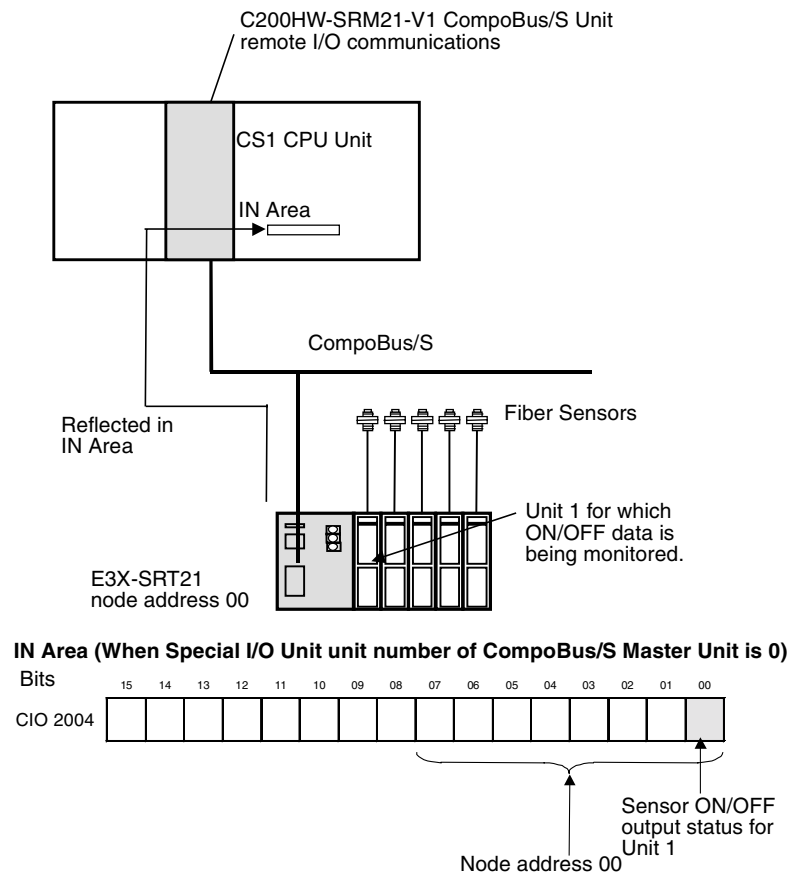 C200HW-SRM21-V1 CompoBus/S Unit
remote I/O communications
CS1 CPU Unit
IN Area
CompoBus/S
Reflected in
IN Area
Fiber Sensors
Unit 1 for which
ON/OFF data is
being monitored.
E3X-SRT21
node address 00
IN Area (When Special I/O Unit unit number of CompoBus/S Master Unit is 0)
Bits
15 14 13 12 11 10 09 08 07 06 05 04 03 02 01 00
CIO 2004
Sensor ON/OFF
output status for
Unit 1
Node address 00